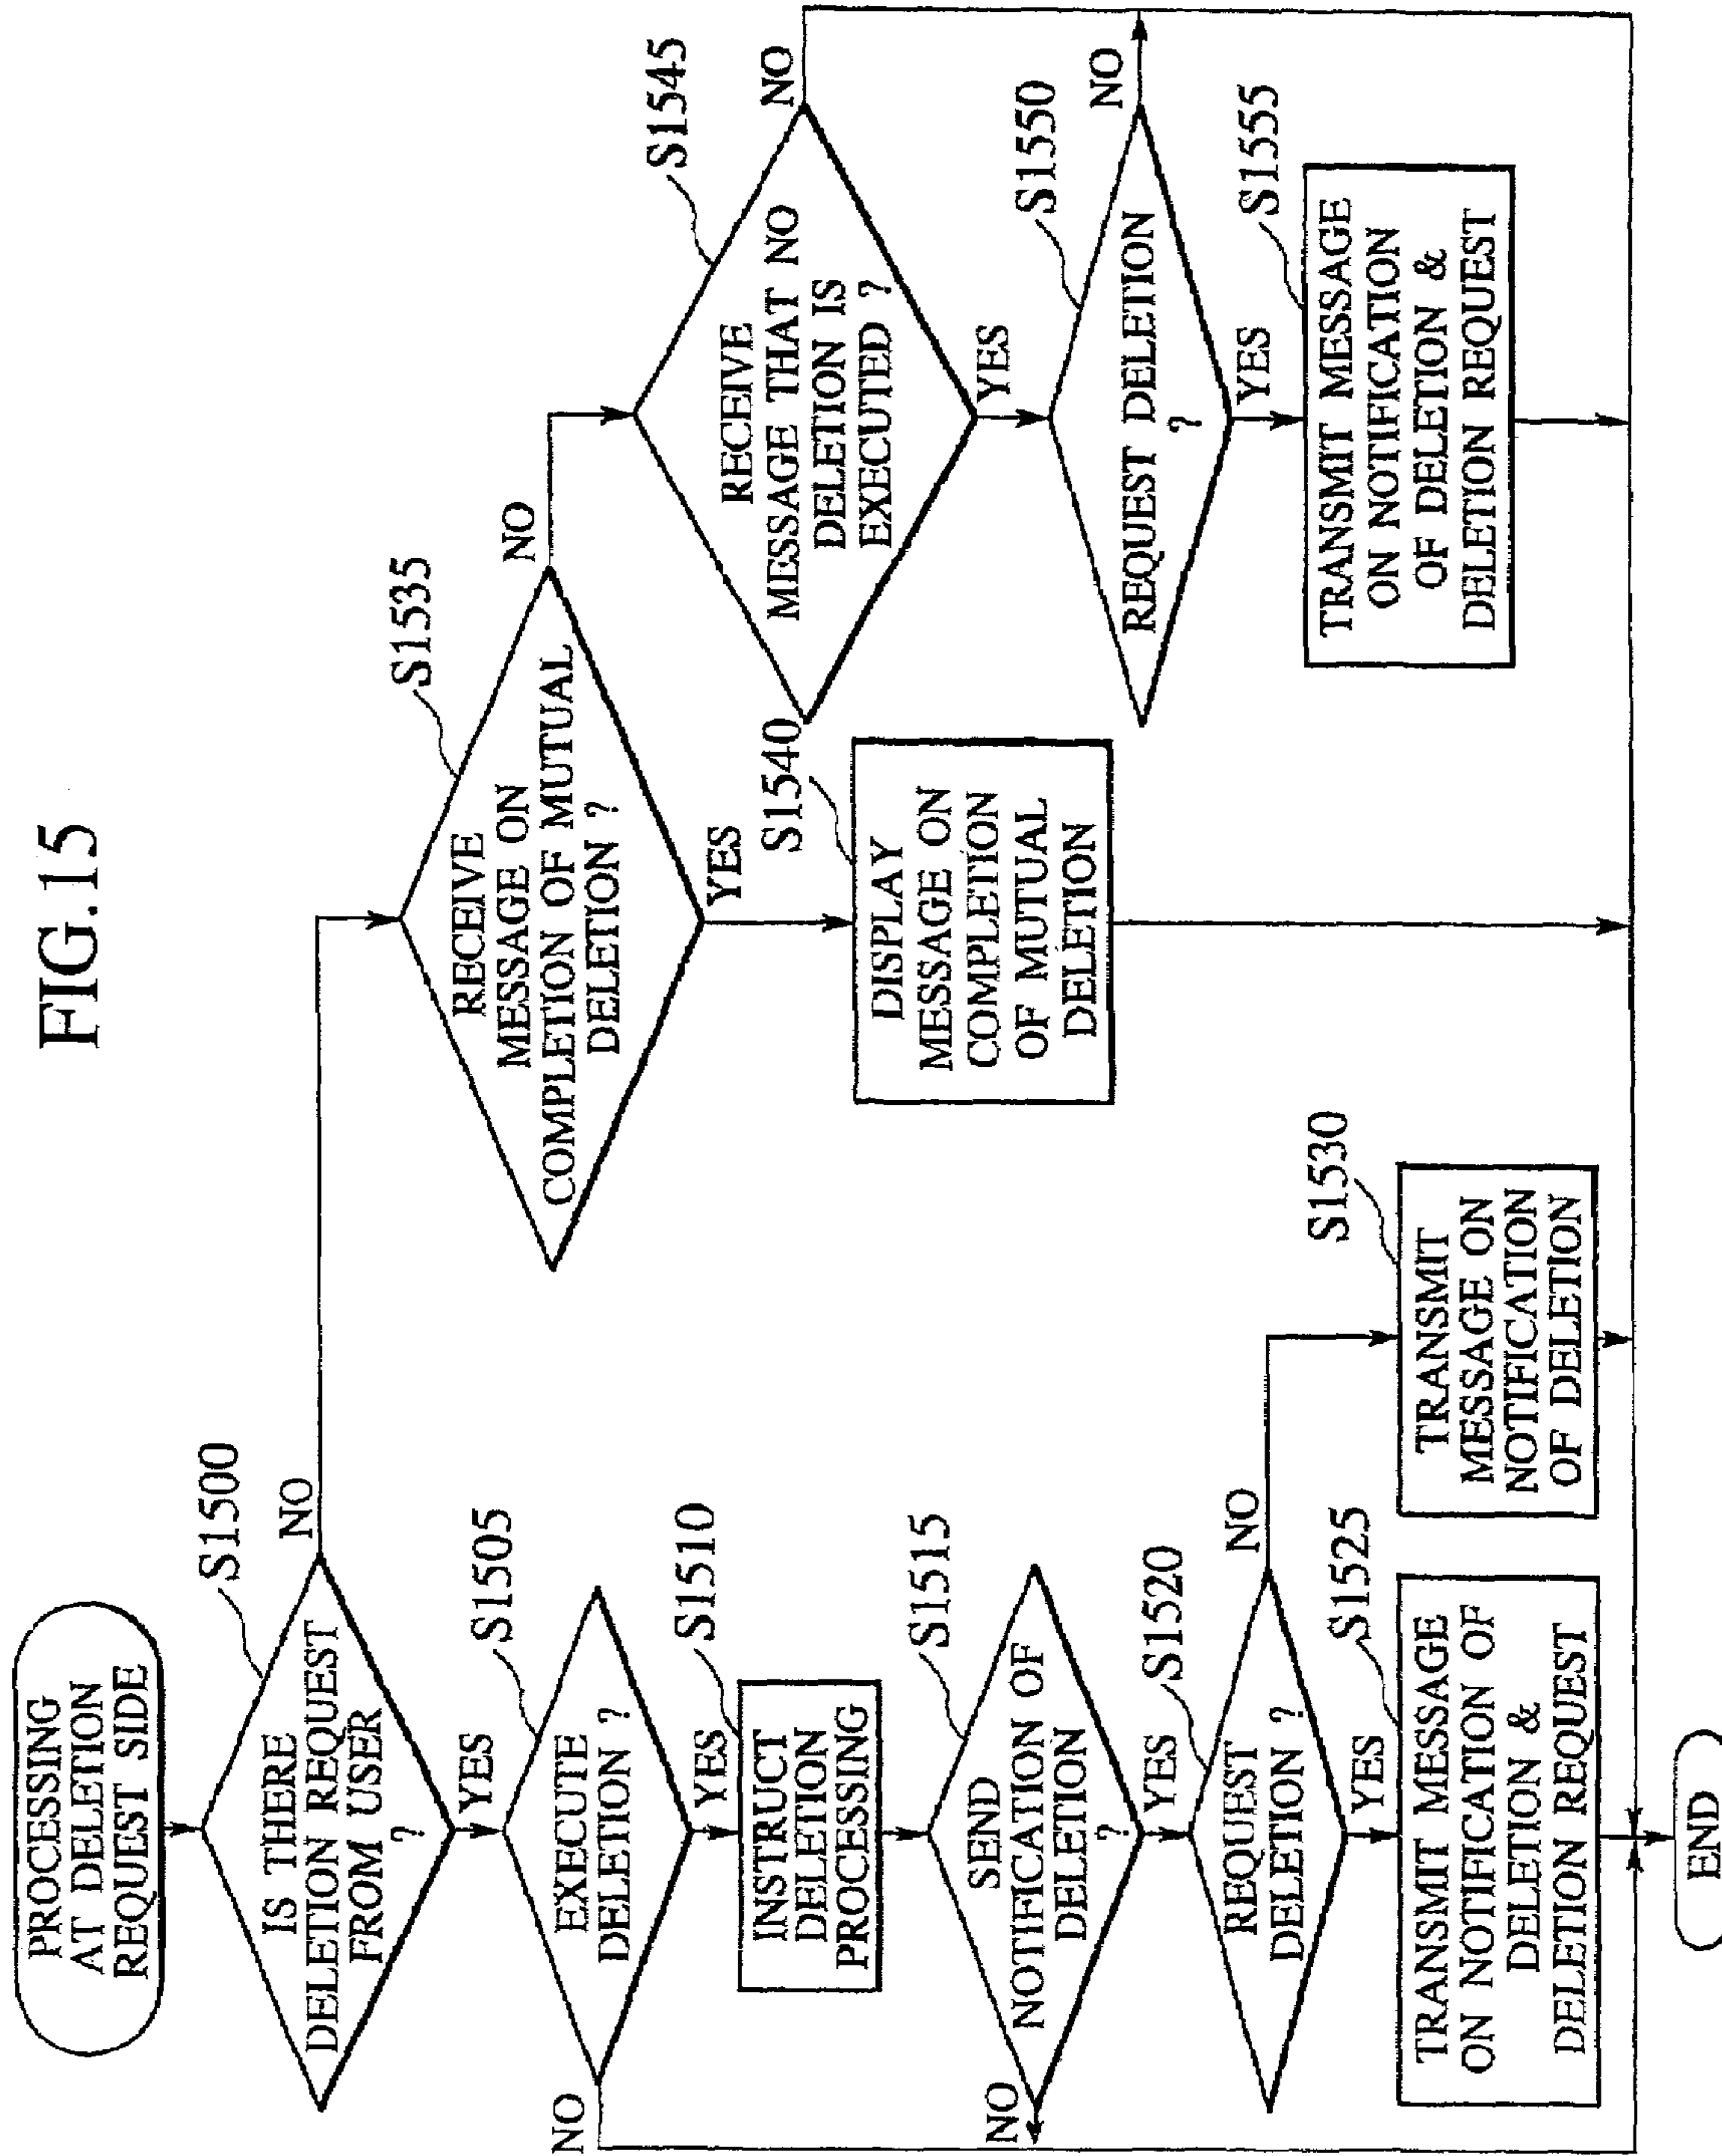 FIG.15
PROCESSING
AT DELETION
REQUEST SIDE
S1500
IS THERE
DELETION REQUEST
FROM USER
?
NO
YES
S1505
EXECUTE
DELETION ?
NO
YES
S1510
INSTRUCT
DELETION
PROCESSING
S1515
SEND
NOTIFICATION OF
DELETION
?
NO
YES
S1520
REQUEST
DELETION ?
NO
YES
S1525
TRANSMIT MESSAGE
ON NOTIFICATION OF
DELETION &
DELETION REQUEST
S1530
TRANSMIT
MESSAGE ON
NOTIFICATION
OF DELETION
S1535
RECEIVE
MESSAGE ON
COMPLETION OF MUTUAL
DELETION ?
NO
YES
S1540
DISPLAY
MESSAGE ON
COMPLETION
OF MUTUAL
DELETION
S1545
RECEIVE
MESSAGE THAT NO
DELETION IS
EXECUTED ?
NO
YES
S1550
REQUEST DELETION
?
NO
YES
S1555
TRANSMIT MESSAGE
ON NOTIFICATION
OF DELETION &
DELETION REQUEST
END